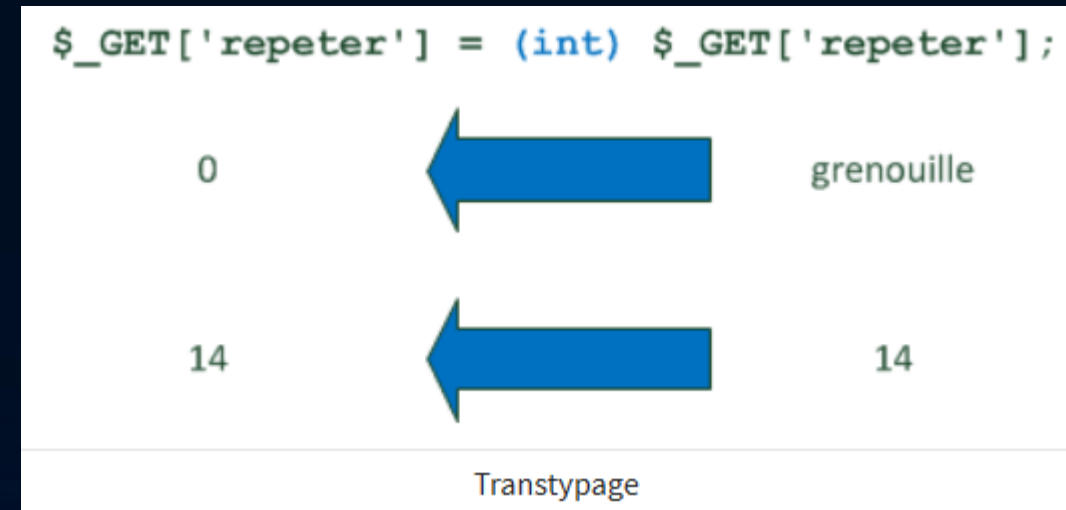 $_GET['repeter'] = (int) $_GET['repeter'];
0 grenouille
14 14
Transtypage